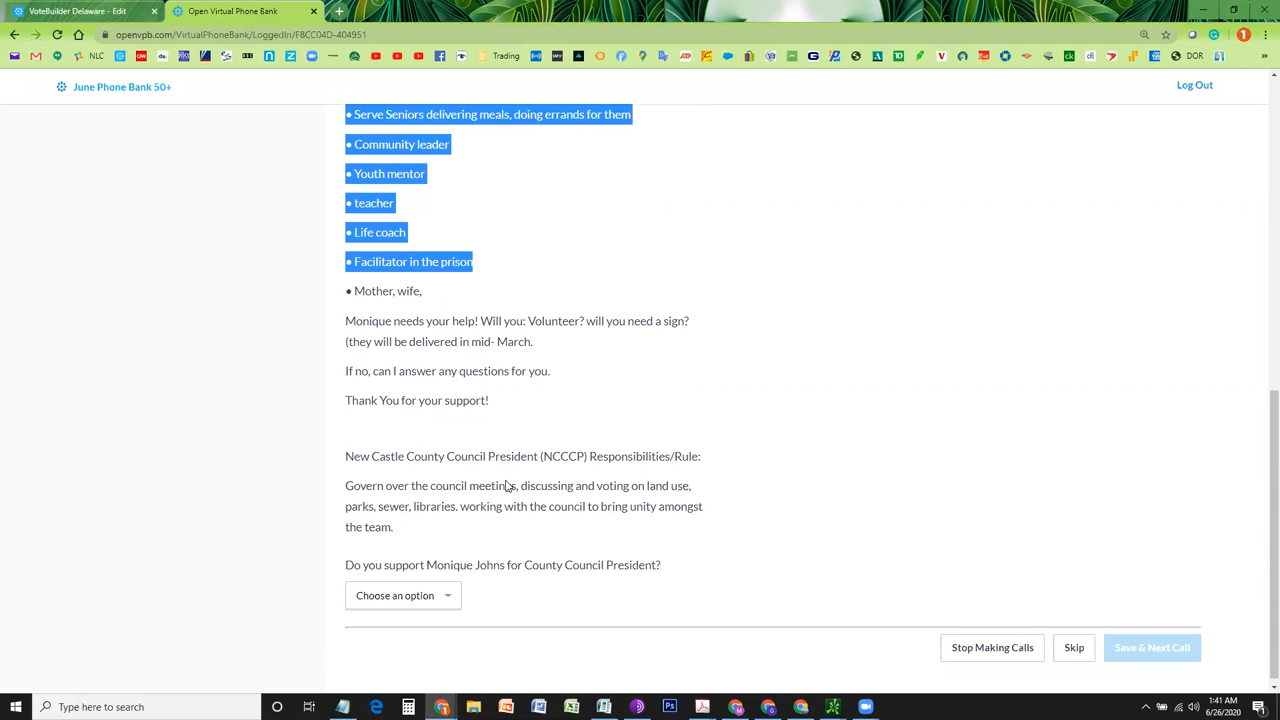 VoteBuilder Delaware - Edit
Open Virtual Phone Bank
openvpb.com/VirtualPhoneBank/LoggedIn/F8CC04D-404951
NLC
Trading
DOR
June Phone Bank 50+
Log Out
• Serve Seniors delivering meals, doing errands for them
• Community leader
• Youth mentor
• teacher
• Life coach
• Facilitator in the prison
• Mother, wife,
Monique needs your help! Will you: Volunteer? will you need a sign?
(they will be delivered in mid- March.
If no, can I answer any questions for you.
Thank You for your support!
New Castle County Council President (NCCCP) Responsibilities/Rule:
Govern over the council meetings, discussing and voting on land use,
parks, sewer, libraries. working with the council to bring unity amongst
the team.
Do you support Monique Johns for County Council President?
Choose an option
Stop Making Calls
Skip
Save & Next Call
Type here to search
1:41 AM
6/26/2020